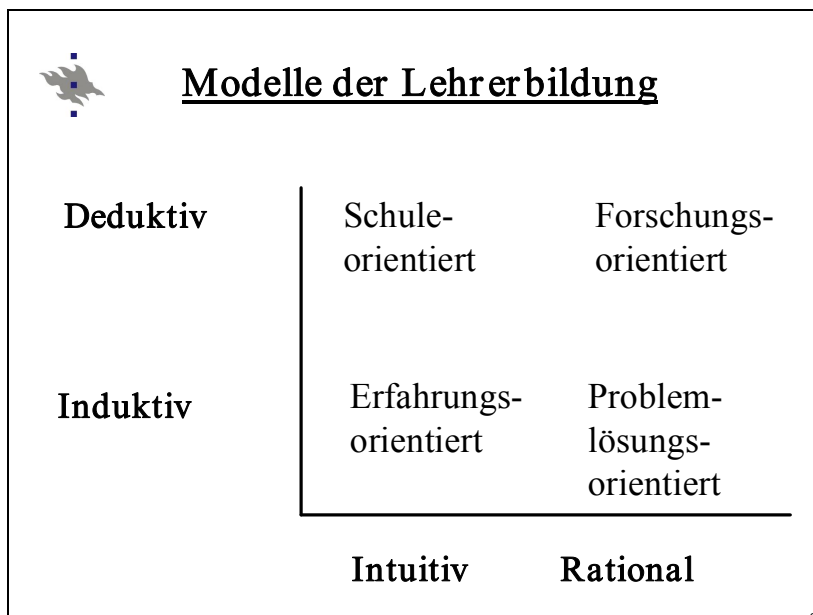 Modelle der Lehrerbildung
Deduktiv
Schule-
orientiert
Forschungs-
orientiert
Induktiv
Erfahrungs-
orientiert
Problem-
lösungs-
orientiert
Intuitiv
Rational